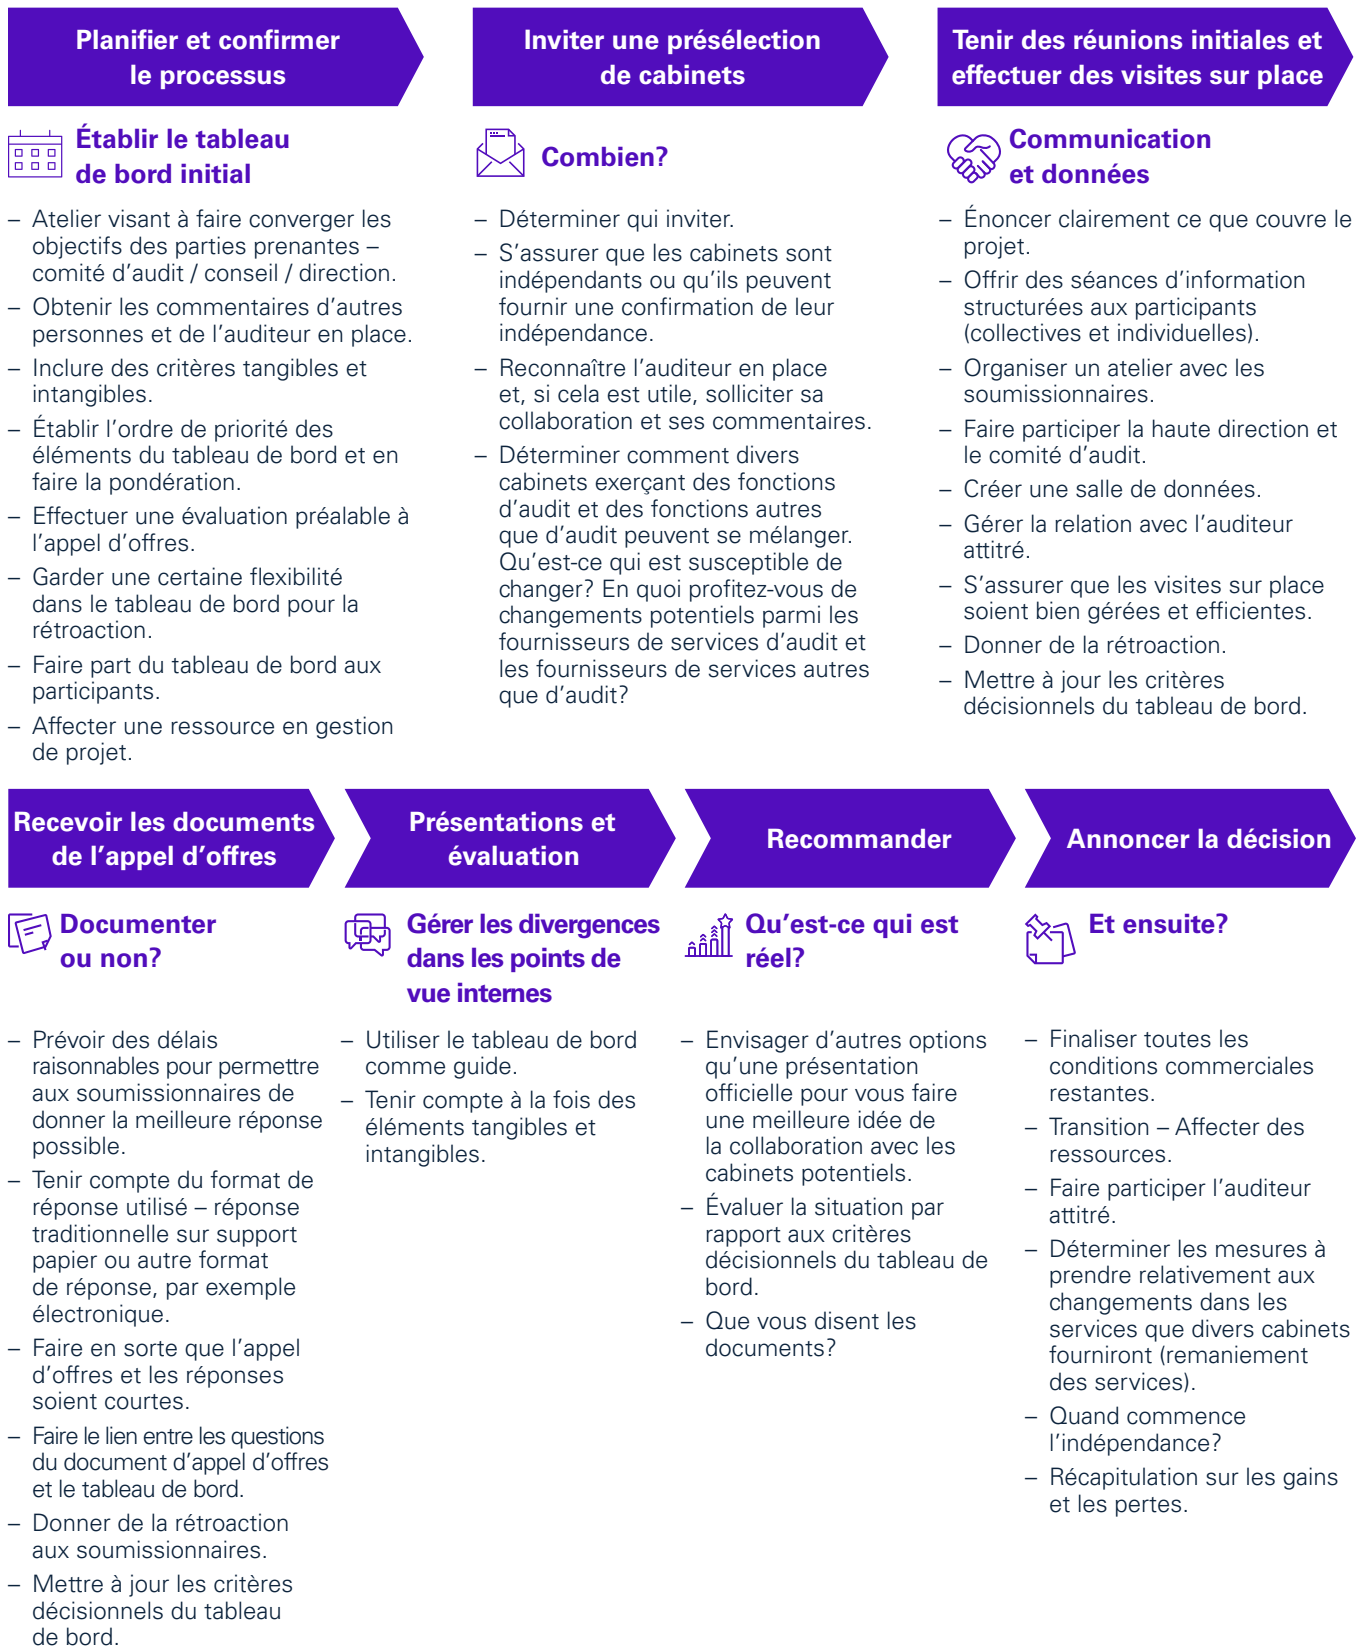 Planifier et confirmer
le processus
Établir le tableau
de bord initial
– Atelier visant à faire converger les
objectifs des parties prenantes –
comité d’audit / conseil / direction.
– Obtenir les commentaires d’autres
personnes et de l’auditeur en place.
– Inclure des critères tangibles et
intangibles.
– Établir l’ordre de priorité des
éléments du tableau de bord et en
faire la pondération.
– Effectuer une évaluation préalable à
l’appel d’offres.
– Garder une certaine flexibilité
dans le tableau de bord pour la
rétroaction.
– Faire part du tableau de bord aux
participants.
– Affecter une ressource en gestion
de projet.
Inviter une présélection
de cabinets
Combien?
– Déterminer qui inviter.
– S’assurer que les cabinets sont
indépendants ou qu’ils peuvent
fournir une confirmation de leur
indépendance.
– Reconnaître l’auditeur en place
et, si cela est utile, solliciter sa
collaboration et ses commentaires.
– Déterminer comment divers
cabinets exerçant des fonctions
d’audit et des fonctions autres
que d’audit peuvent se mélanger.
Qu’est-ce qui est susceptible de
changer? En quoi profitez-vous de
changements potentiels parmi les
fournisseurs de services d’audit et
les fournisseurs de services autres
que d’audit?
Tenir des réunions initiales et
effectuer des visites sur place
Communication
et données
– Énoncer clairement ce que couvre le
projet.
– Offrir des séances d’information
structurées aux participants
(collectives et individuelles).
– Organiser un atelier avec les
soumissionnaires.
– Faire participer la haute direction et
le comité d’audit.
– Créer une salle de données.
– Gérer la relation avec l’auditeur
attitré.
– S’assurer que les visites sur place
soient bien gérées et efficientes.
– Donner de la rétroaction.
– Mettre à jour les critères
décisionnels du tableau de bord.
Recevoir les documents
de l’appel d’offres
Documenter
ou non?
– Prévoir des délais
raisonnables pour permettre
aux soumissionnaires de
donner la meilleure réponse
possible.
– Tenir compte du format de
réponse utilisé – réponse
traditionnelle sur support
papier ou autre format
de réponse, par exemple
électronique.
– Faire en sorte que l’appel
d’offres et les réponses
soient courtes.
– Faire le lien entre les questions
du document d’appel d’offres
et le tableau de bord.
– Donner de la rétroaction
aux soumissionnaires.
– Mettre à jour les critères
décisionnels du tableau
de bord.
Présentations et
évaluation
Gérer les divergences
dans les points de
vue internes
– Utiliser le tableau de bord
comme guide.
– Tenir compte à la fois des
éléments tangibles et
intangibles.
Recommander
Qu’est-ce qui est
réel?
– Envisager d’autres options
qu’une présentation
officielle pour vous faire
une meilleure idée de
la collaboration avec les
cabinets potentiels.
– Évaluer la situation par
rapport aux critères
décisionnels du tableau de
bord.
– Que vous disent les
documents?
Annoncer la décision
Et ensuite?
– Finaliser toutes les
conditions commerciales
restantes.
– Transition – Affecter des
ressources.
– Faire participer l’auditeur
attitré.
– Déterminer les mesures à
prendre relativement aux
changements dans les
services que divers cabinets
fourniront (remaniement
des services).
– Quand commence
l’indépendance?
– Récapitulation sur les gains
et les pertes.